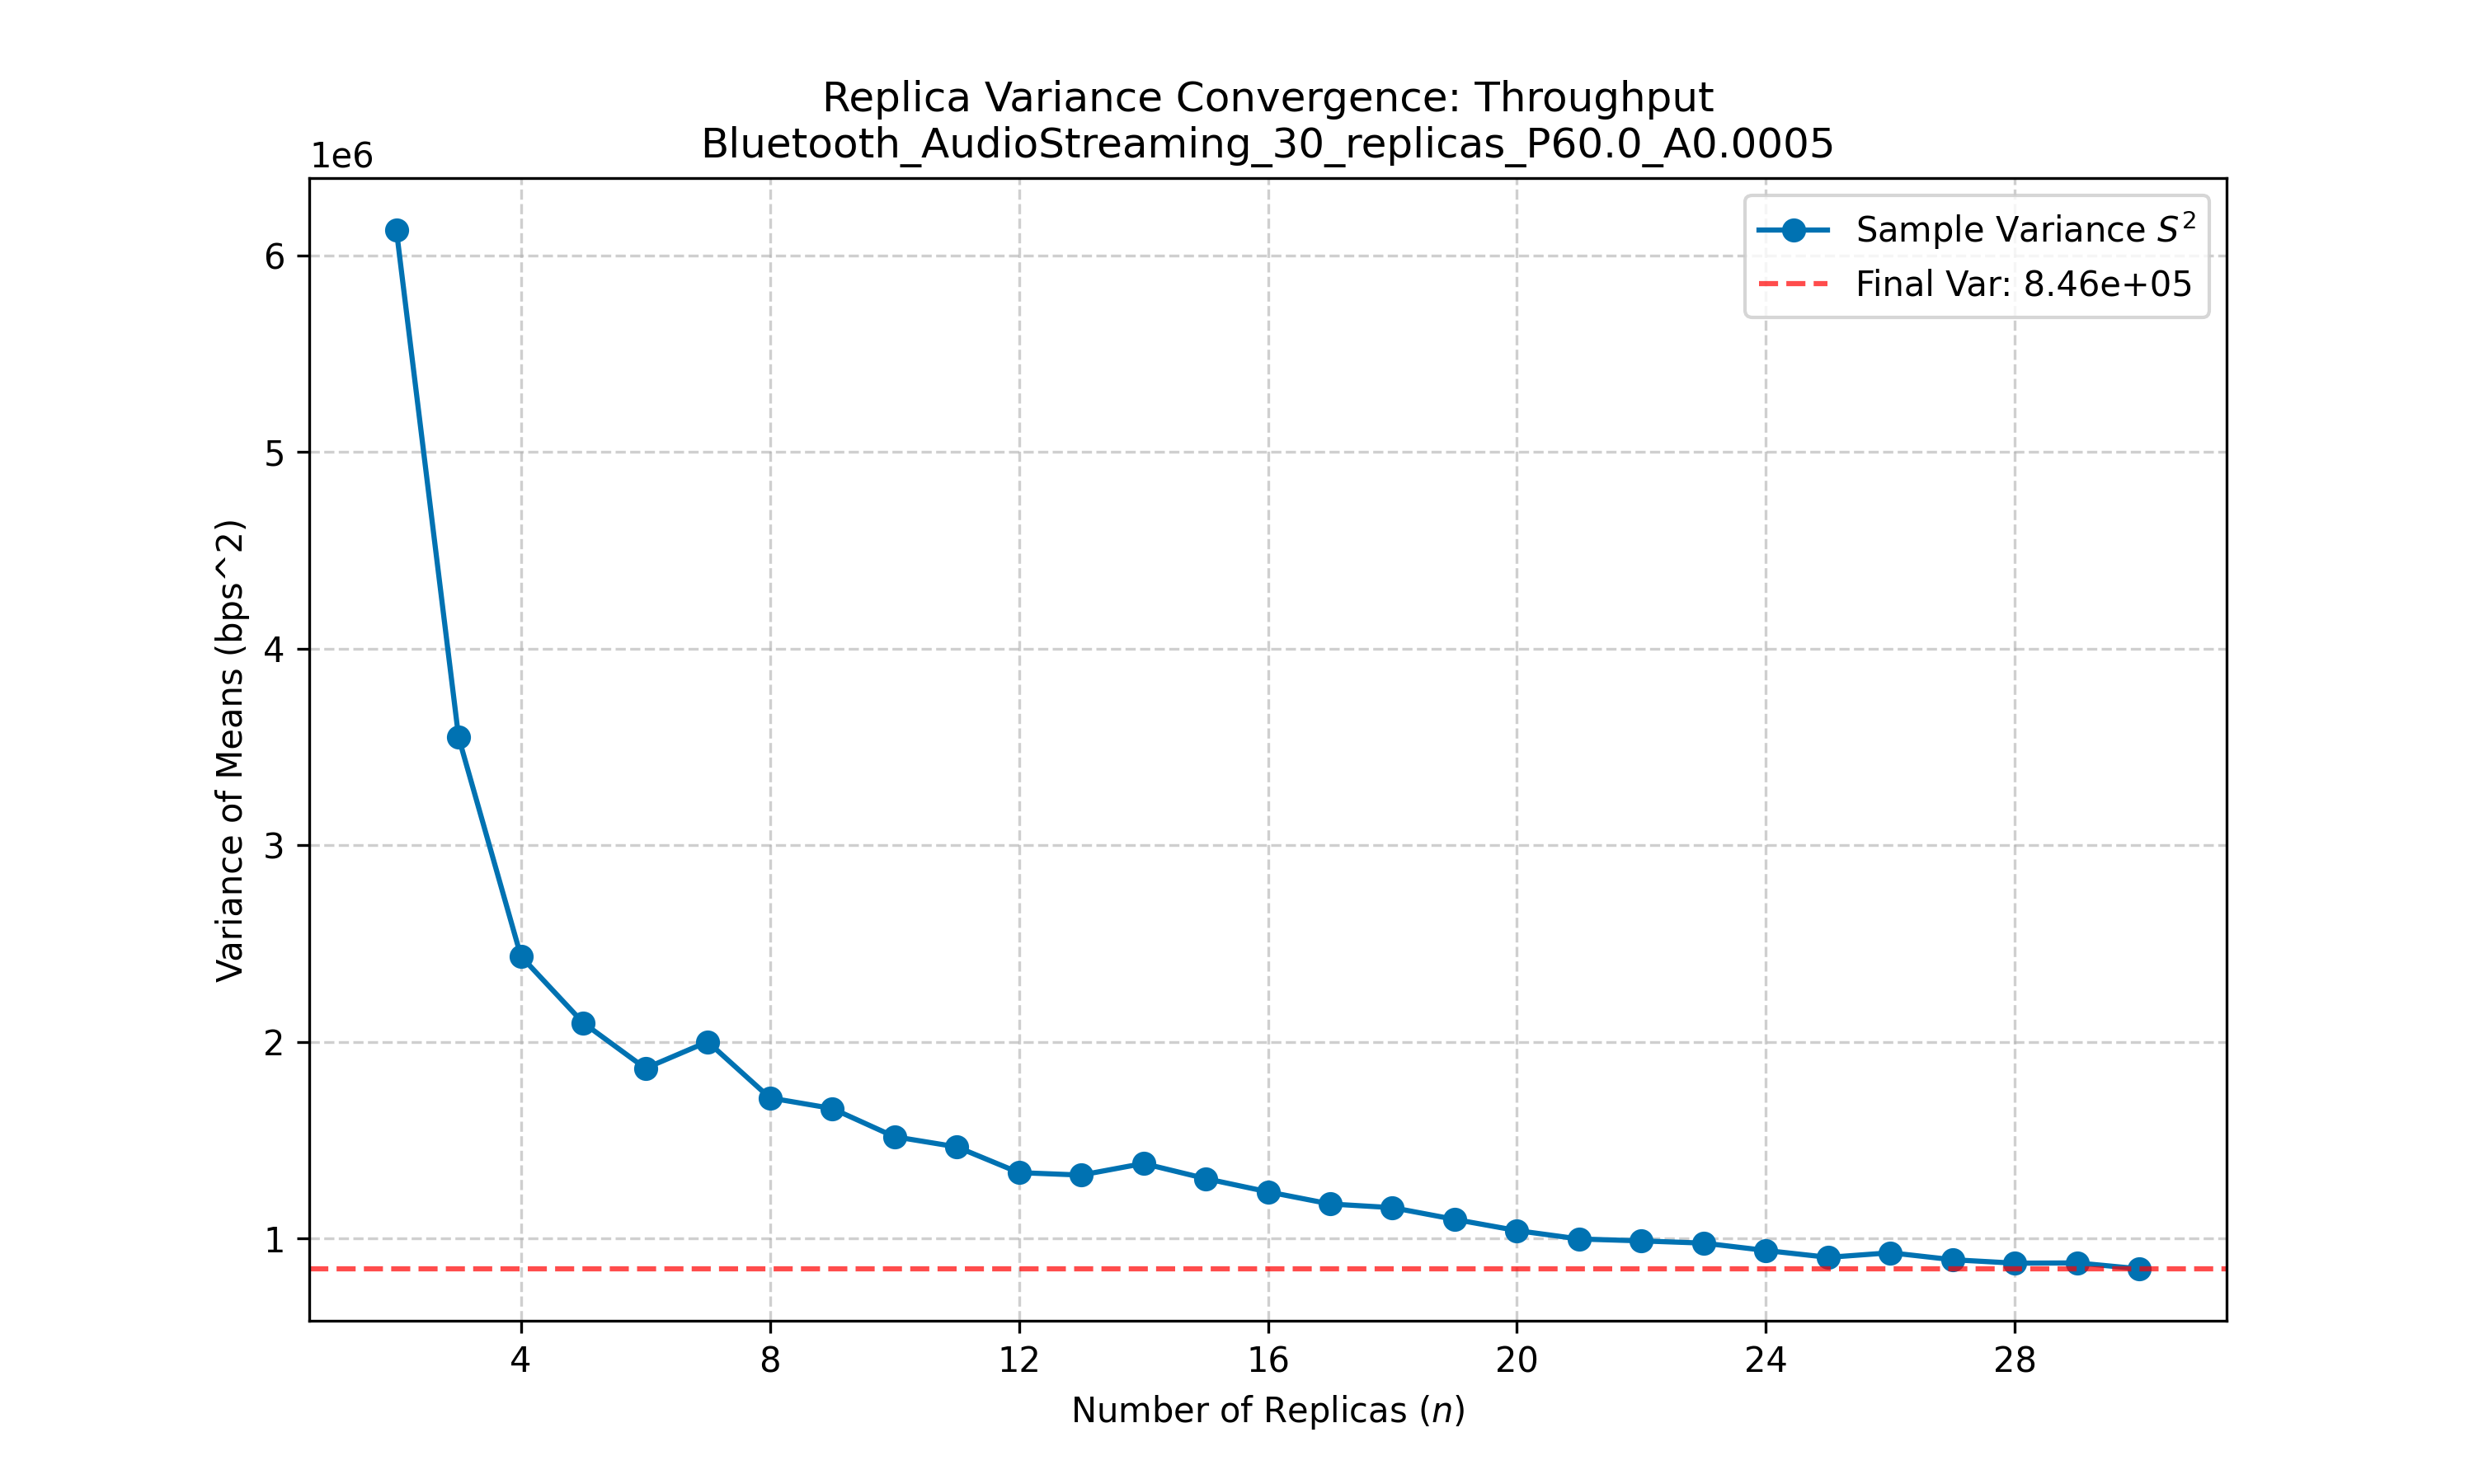 Replica Variance Convergence: Throughput
Bluetooth_AudioStreaming_30_replicas_P60.0_A0.0005
1e6
Sample Variance S²
Final Var: 8.46e+05
6
5
4
3
2
1
Variance of Means (bps^2)
4 8 12 16 20 24 28
Number of Replicas (n)